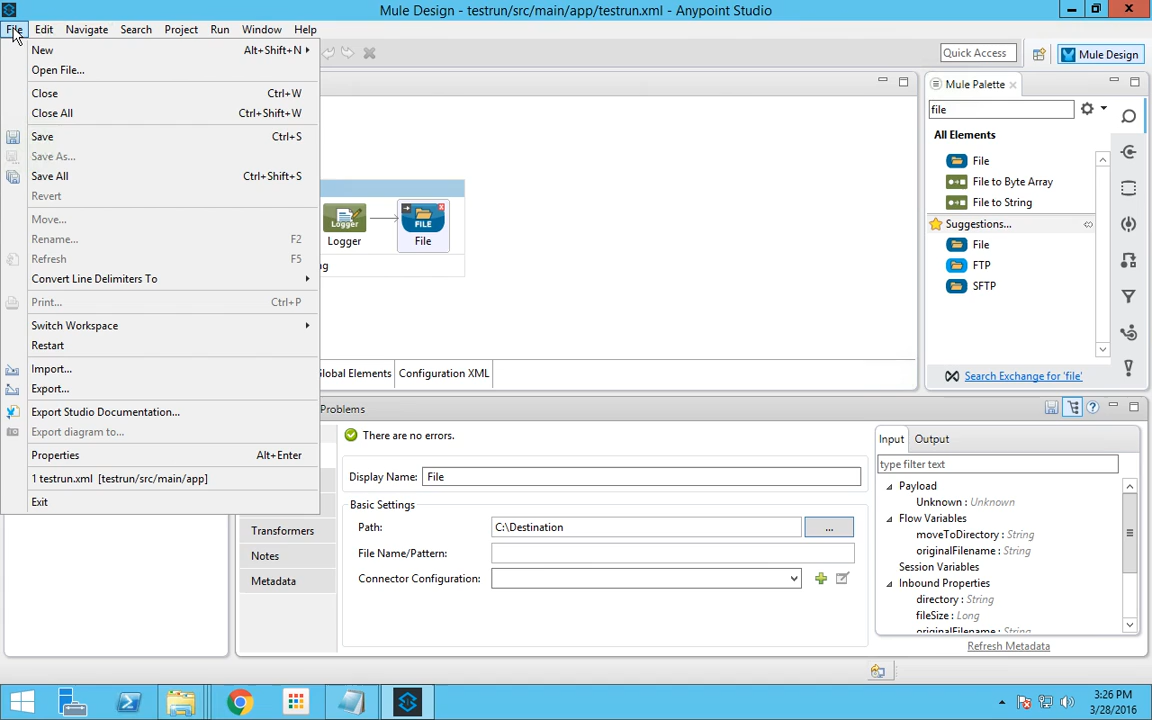 Mule Design - testrun/src/main/app/testrun.xml - Anypoint Studio
File Edit Navigate Search Project Run Window Help
New Alt+Shift+N
Open File...
Close Ctrl+W
Close All Ctrl+Shift+W
Save Ctrl+S
Save As...
Save All Ctrl+Shift+S
Revert
Move...
Rename... F2
Refresh F5
Convert Line Delimiters To
Print... Ctrl+P
Switch Workspace
Restart
Import...
Export...
Export Studio Documentation...
Export diagram to...
Properties Alt+Enter
1 testrun.xml [testrun/src/main/app]
Exit
Quick Access
Mule Design
Logger
FILE
Logger
File
ng
lobal Elements
Configuration XML
Mule Palette
file
All Elements
File
File to Byte Array
File to String
Suggestions...
File
FTP
SFTP
Search Exchange for 'file'
Problems
There are no errors.
Display Name: File
Basic Settings
Path: C:\Destination ...
File Name/Pattern:
Connector Configuration:
Transformers
Notes
Metadata
Input Output
type filter text
Payload
Unknown : Unknown
Flow Variables
moveToDirectory : String
originalFilename : String
Session Variables
Inbound Properties
directory : String
fileSize : Long
originalFilename : String
Refresh Metadata
3:26 PM
3/28/2016